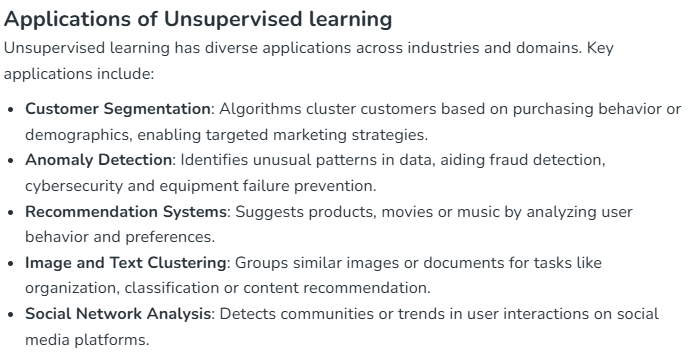 Applications of Unsupervised learning
Unsupervised learning has diverse applications across industries and domains. Key
applications include:
• Customer Segmentation: Algorithms cluster customers based on purchasing behavior or
demographics, enabling targeted marketing strategies.
• Anomaly Detection: Identifies unusual patterns in data, aiding fraud detection,
cybersecurity and equipment failure prevention.
• Recommendation Systems: Suggests products, movies or music by analyzing user
behavior and preferences.
• Image and Text Clustering: Groups similar images or documents for tasks like
organization, classification or content recommendation.
• Social Network Analysis: Detects communities or trends in user interactions on social
media platforms.